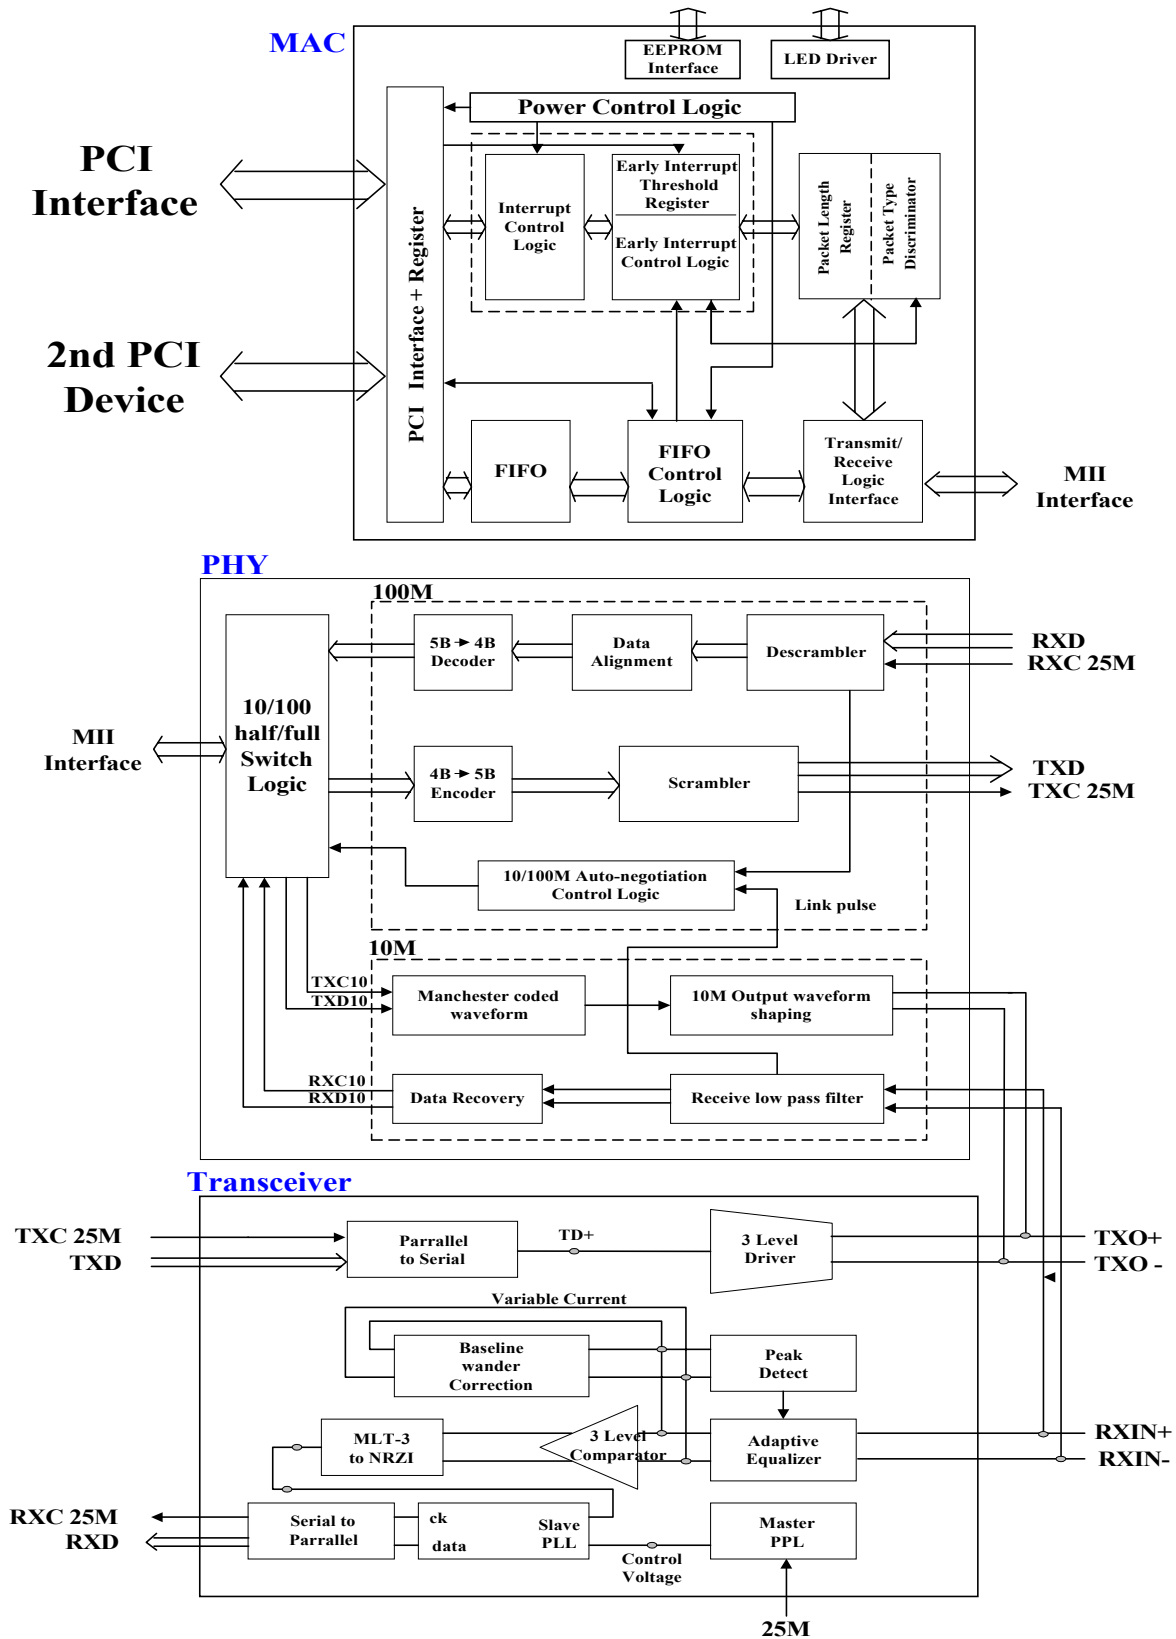 MAC
EEPROM
Interface
LED Driver
Power Control Logic
PCI
Interface
PCI Interface + Register
Interrupt
Control
Logic
Early Interrupt
Threshold
Register
Early Interrupt
Control Logic
Packet Length
Register
Packet Type
Discriminator
2nd PCI
Device
FIFO
FIFO
Control
Logic
Transmit/
Receive
Logic
Interface
MII
Interface
PHY
100M
10/100
half/full
Switch
Logic
5B → 4B
Decoder
Data
Alignment
Descrambler
RXD
RXC 25M
MII
Interface
4B → 5B
Encoder
Scrambler
TXD
TXC 25M
10/100M Auto-negotiation
Control Logic
Link pulse
10M
TXC10
TXD10
Manchester coded
waveform
10M Output waveform
shaping
RXC10
RXD10
Data Recovery
Receive low pass filter
Transceiver
TXC 25M
TXD
Parrallel
to Serial
TD+
3 Level
Driver
TXO+
TXO -
Variable Current
Baseline
wander
Correction
Peak
Detect
MLT-3
to NRZI
3 Level
Comparator
Adaptive
Equalizer
RXIN+
RXIN-
RXC 25M
RXD
Serial to
Parrallel
ck
data
Slave
PLL
Control
Voltage
Master
PPL
25M